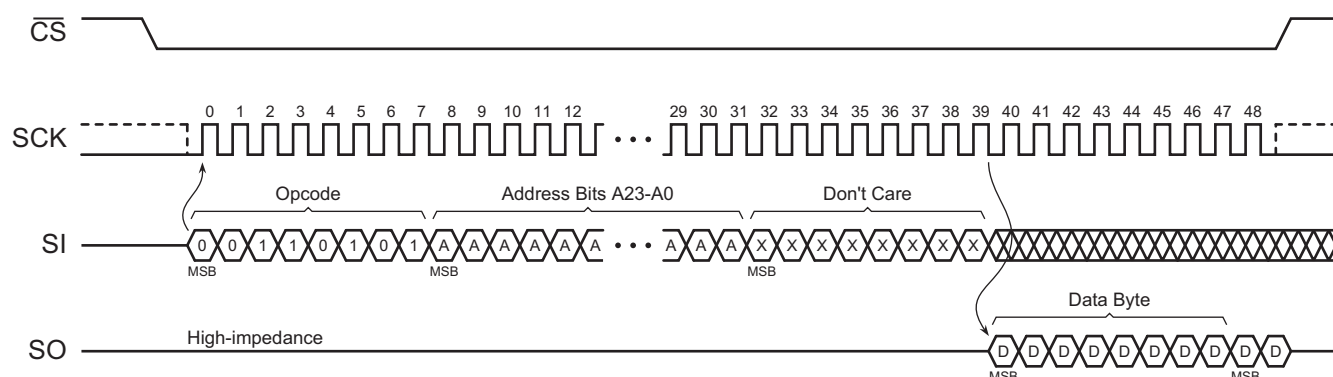 CS
0 1 2 3 4 5 6 7 8 9 10 11 12 29 30 31 32 33 34 35 36 37 38 39 40 41 42 43 44 45 46 47 48
SCK
Opcode Address Bits A23-A0 Don't Care
SI 0 0 1 1 0 1 0 1 A A A A A A A A A X X X X X X X X
MSB MSB MSB
Data Byte
High-impedance
SO D D D D D D D D D D
MSB MSB